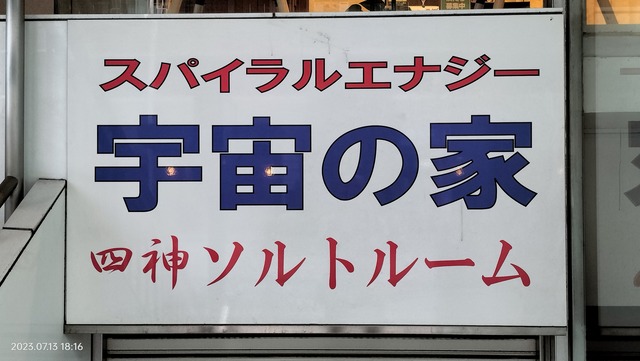 スパイラルエナジー
宇宙の家
四神ソルトルーム
2023.07.13 18:16